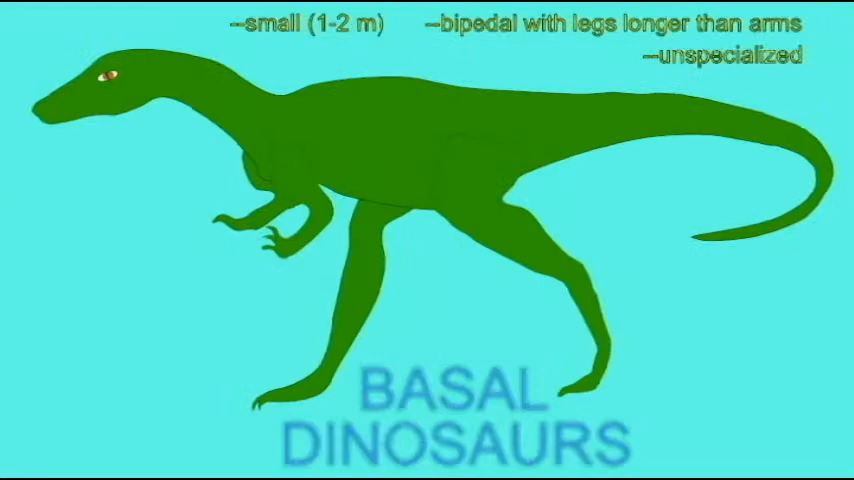 --small (1-2 m) --bipedal with legs longer than arms
--unspecialized
BASAL
DINOSAURS